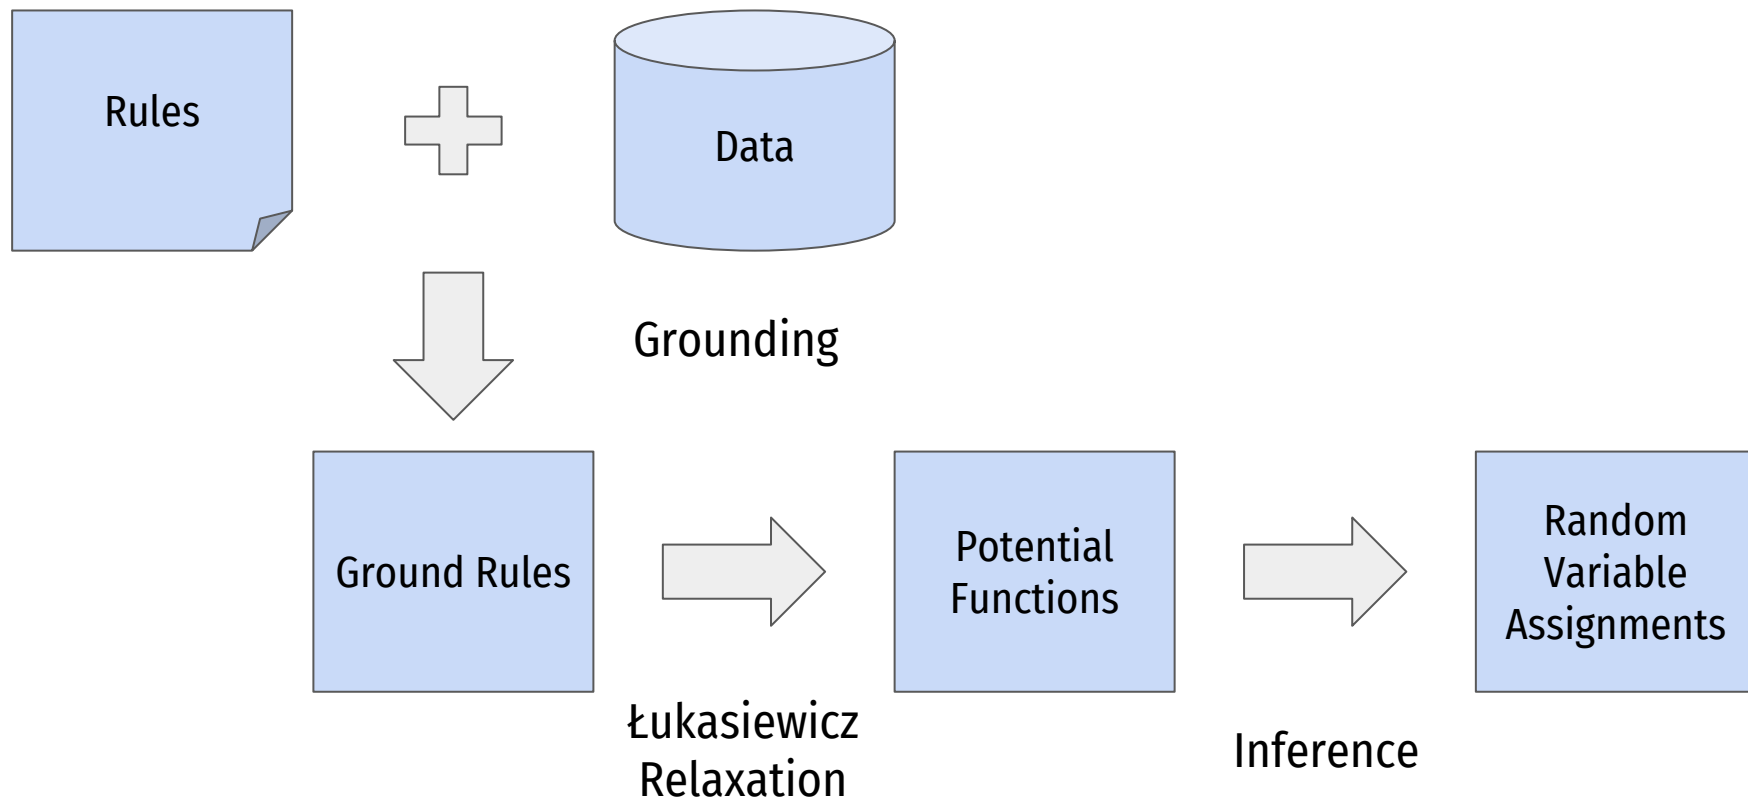 Rules
Data
Grounding
Ground Rules
Potential
Functions
Random
Variable
Assignments
Łukasiewicz
Relaxation
Inference